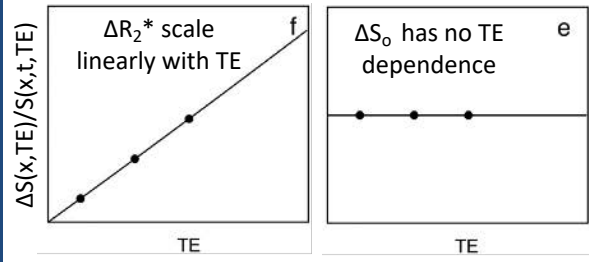 ΔS(x,TE)/S(x,t,TE)
ΔR₂* scale
linearly with TE
f
TE
ΔSₒ has no TE
dependence
e
TE